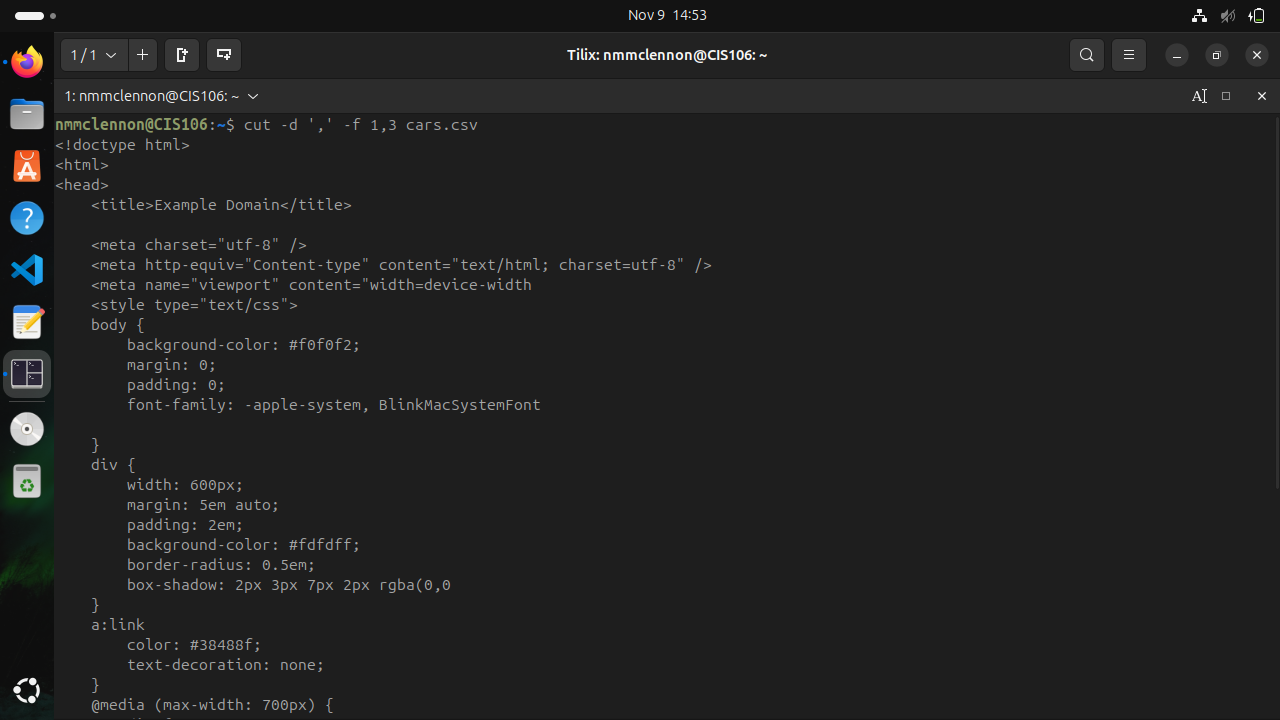 Nov 9 14:53
1 / 1
Tilix: nmmclennon@CIS106: ~
1: nmmclennon@CIS106: ~
nmmclennon@CIS106:~$ cut -d ',' -f 1,3 cars.csv
<!doctype html>
<html>
<head>
    <title>Example Domain</title>

    <meta charset="utf-8" />
    <meta http-equiv="Content-type" content="text/html; charset=utf-8" />
    <meta name="viewport" content="width=device-width
    <style type="text/css">
    body {
        background-color: #f0f0f2;
        margin: 0;
        padding: 0;
        font-family: -apple-system, BlinkMacSystemFont

    }
    div {
        width: 600px;
        margin: 5em auto;
        padding: 2em;
        background-color: #fdfdff;
        border-radius: 0.5em;
        box-shadow: 2px 3px 7px 2px rgba(0,0
    }
    a:link
        color: #38488f;
        text-decoration: none;
    }
    @media (max-width: 700px) {